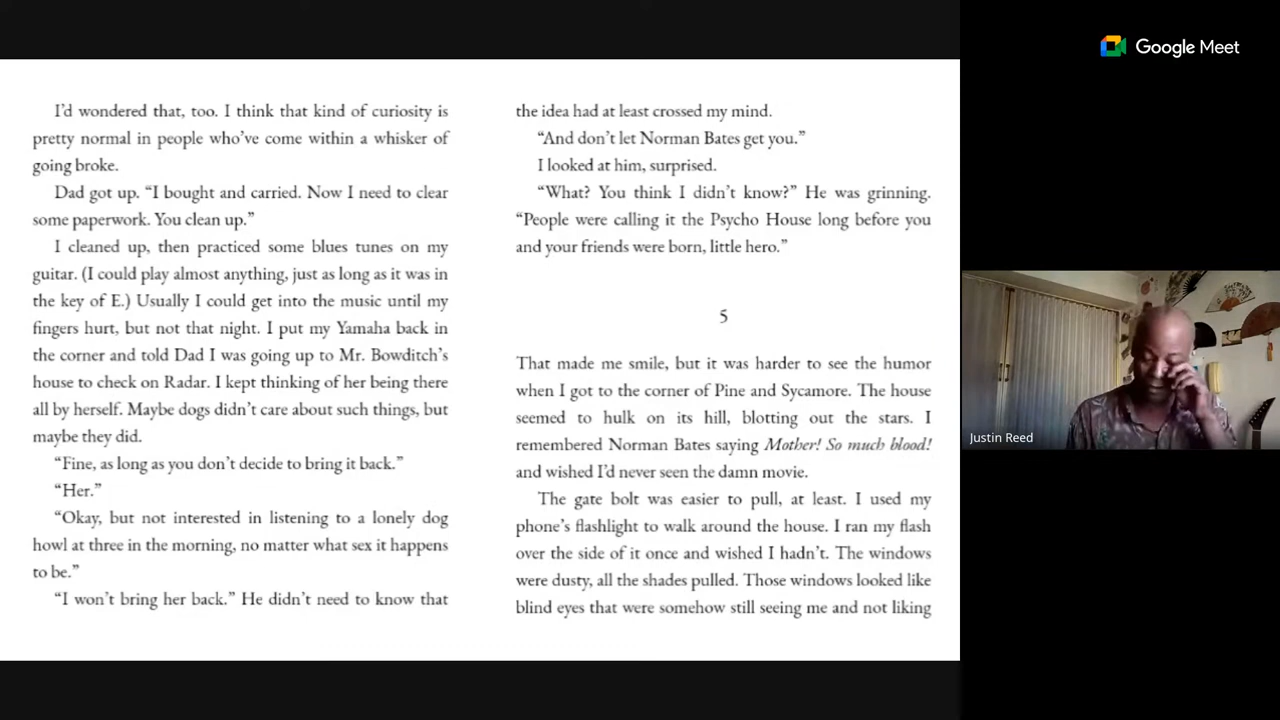 I’d wondered that, too. I think that kind of curiosity is
pretty normal in people who’ve come within a whisker of
going broke.
Dad got up. “I bought and carried. Now I need to clear
some paperwork. You clean up.”
I cleaned up, then practiced some blues tunes on my
guitar. (I could play almost anything, just as long as it was in
the key of E.) Usually I could get into the music until my
fingers hurt, but not that night. I put my Yamaha back in
the corner and told Dad I was going up to Mr. Bowditch’s
house to check on Radar. I kept thinking of her being there
all by herself. Maybe dogs didn’t care about such things, but
maybe they did.
“Fine, as long as you don’t decide to bring it back.”
“Her.”
“Okay, but not interested in listening to a lonely dog
howl at three in the morning, no matter what sex it happens
to be.”
“I won’t bring her back.” He didn’t need to know that
the idea had at least crossed my mind.
“And don’t let Norman Bates get you.”
I looked at him, surprised.
“What? You think I didn’t know?” He was grinning.
“People were calling it the Psycho House long before you
and your friends were born, little hero.”
5
That made me smile, but it was harder to see the humor
when I got to the corner of Pine and Sycamore. The house
seemed to hulk on its hill, blotting out the stars. I
remembered Norman Bates saying Mother! So much blood!
and wished I’d never seen the damn movie.
The gate bolt was easier to pull, at least. I used my
phone’s flashlight to walk around the house. I ran my flash
over the side of it once and wished I hadn’t. The windows
were dusty, all the shades pulled. Those windows looked like
blind eyes that were somehow still seeing me and not liking
Google Meet
Justin Reed